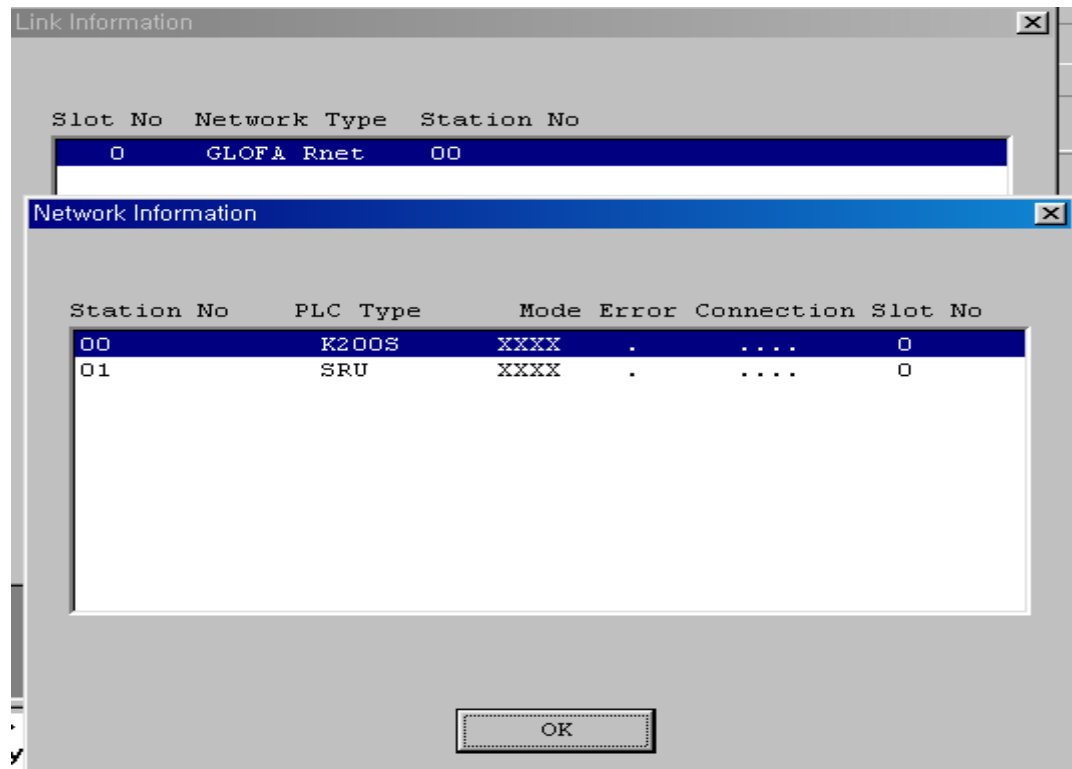 Link Information
Slot No Network Type Station No
0 GLOFA Rnet 00
Network Information
Station No PLC Type Mode Error Connection Slot No
00 K200S XXXX . .... 0
01 SRU XXXX . .... 0
OK
y